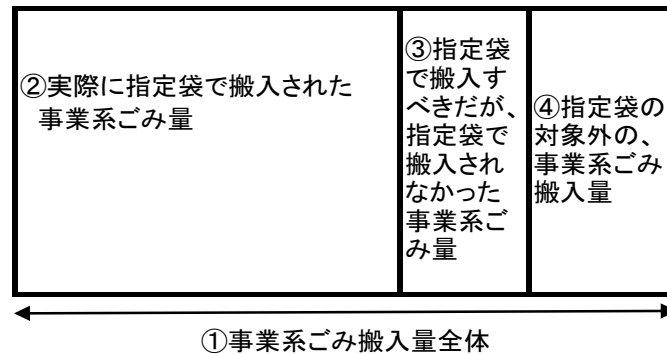 ②実際に指定袋で搬入された
事業系ごみ量
③指定袋
で搬入す
べきだが、
指定袋で
搬入され
なかった
事業系ご
み量
④指定袋の
対象外の、
事業系ごみ
搬入量
①事業系ごみ搬入量全体